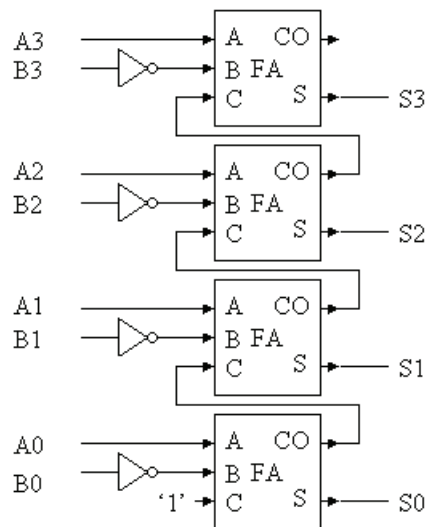 A3 A CO
B3 B FA
C S S3
A2 A CO
B2 B FA
C S S2
A1 A CO
B1 B FA
C S S1
A0 A CO
B0 B FA
'1' C S S0